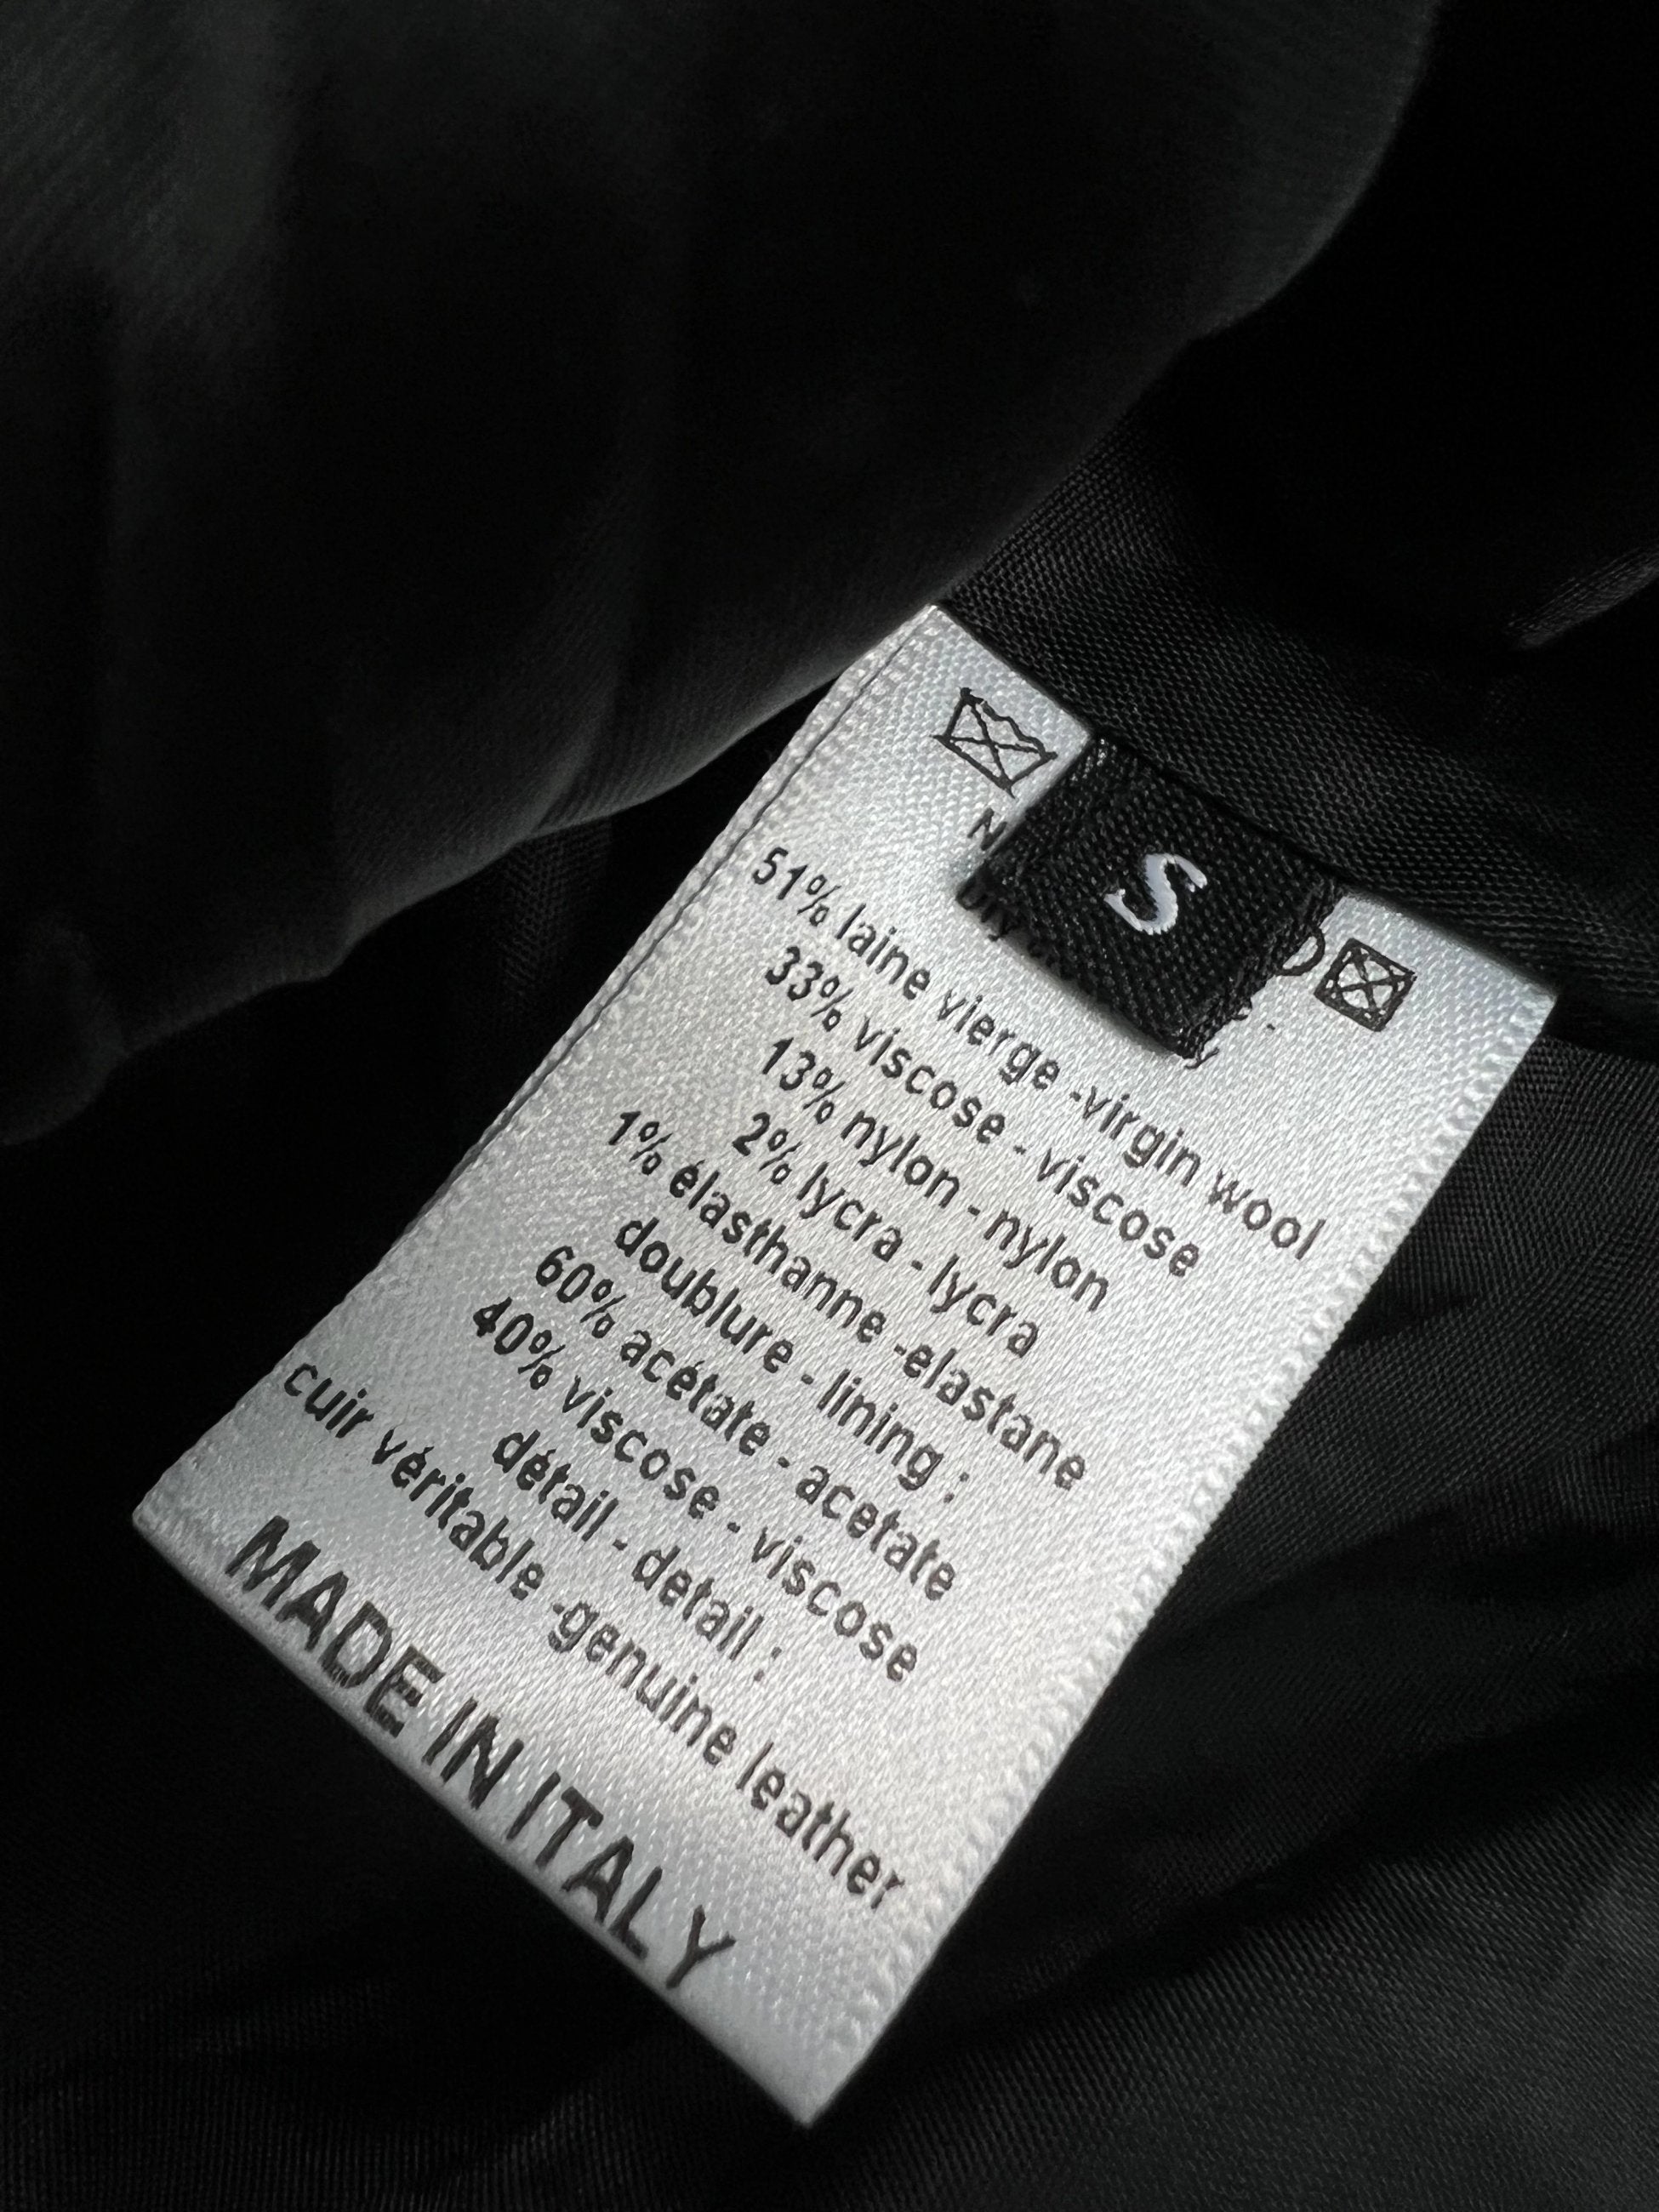 S
51% laine vierge -virgin wool
33% viscose - viscose
13% nylon - nylon
2% lycra - lycra
1% élasthanne -elastane
doublure - lining :
60% acétate - acetate
40% viscose - viscose
détail - detail :
cuir véritable -genuine leather
MADE IN ITALY